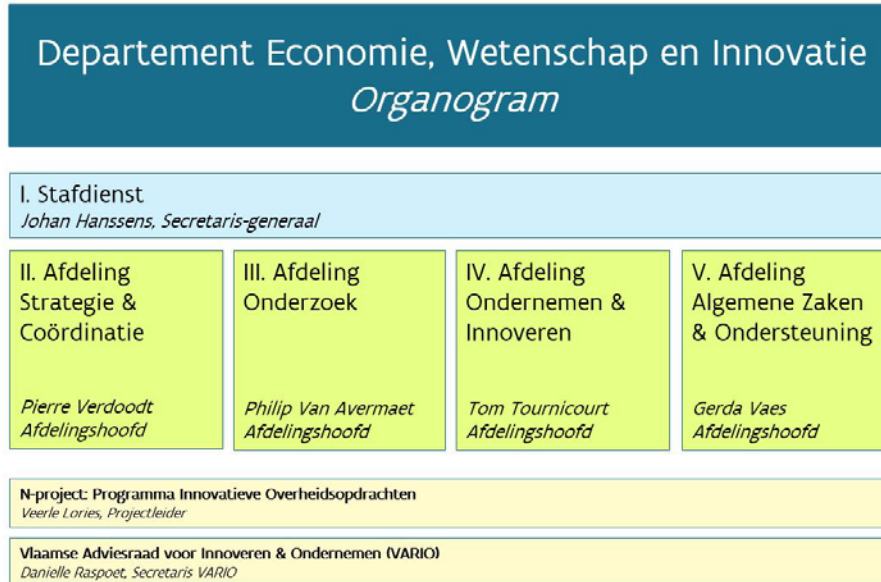 Departement Economie, Wetenschap en Innovatie
Organogram
I. Stafdienst
Johan Hanssens, Secretaris-generaal
II. Afdeling
Strategie &
Coördinatie
Pierre Verdoodt
Afdelingshoofd
III. Afdeling
Onderzoek
Philip Van Avermaet
Afdelingshoofd
IV. Afdeling
Ondernemen &
Innoveren
Tom Tournicourt
Afdelingshoofd
V. Afdeling
Algemene Zaken
& Ondersteuning
Gerda Vaes
Afdelingshoofd
N-project: Programma Innovatieve Overheidsopdrachten
Veerle Lories, Projectleider
Vlaamse Adviesraad voor Innoveren & Ondernemen (VARIO)
Danielle Raspoet, Secretaris VARIO